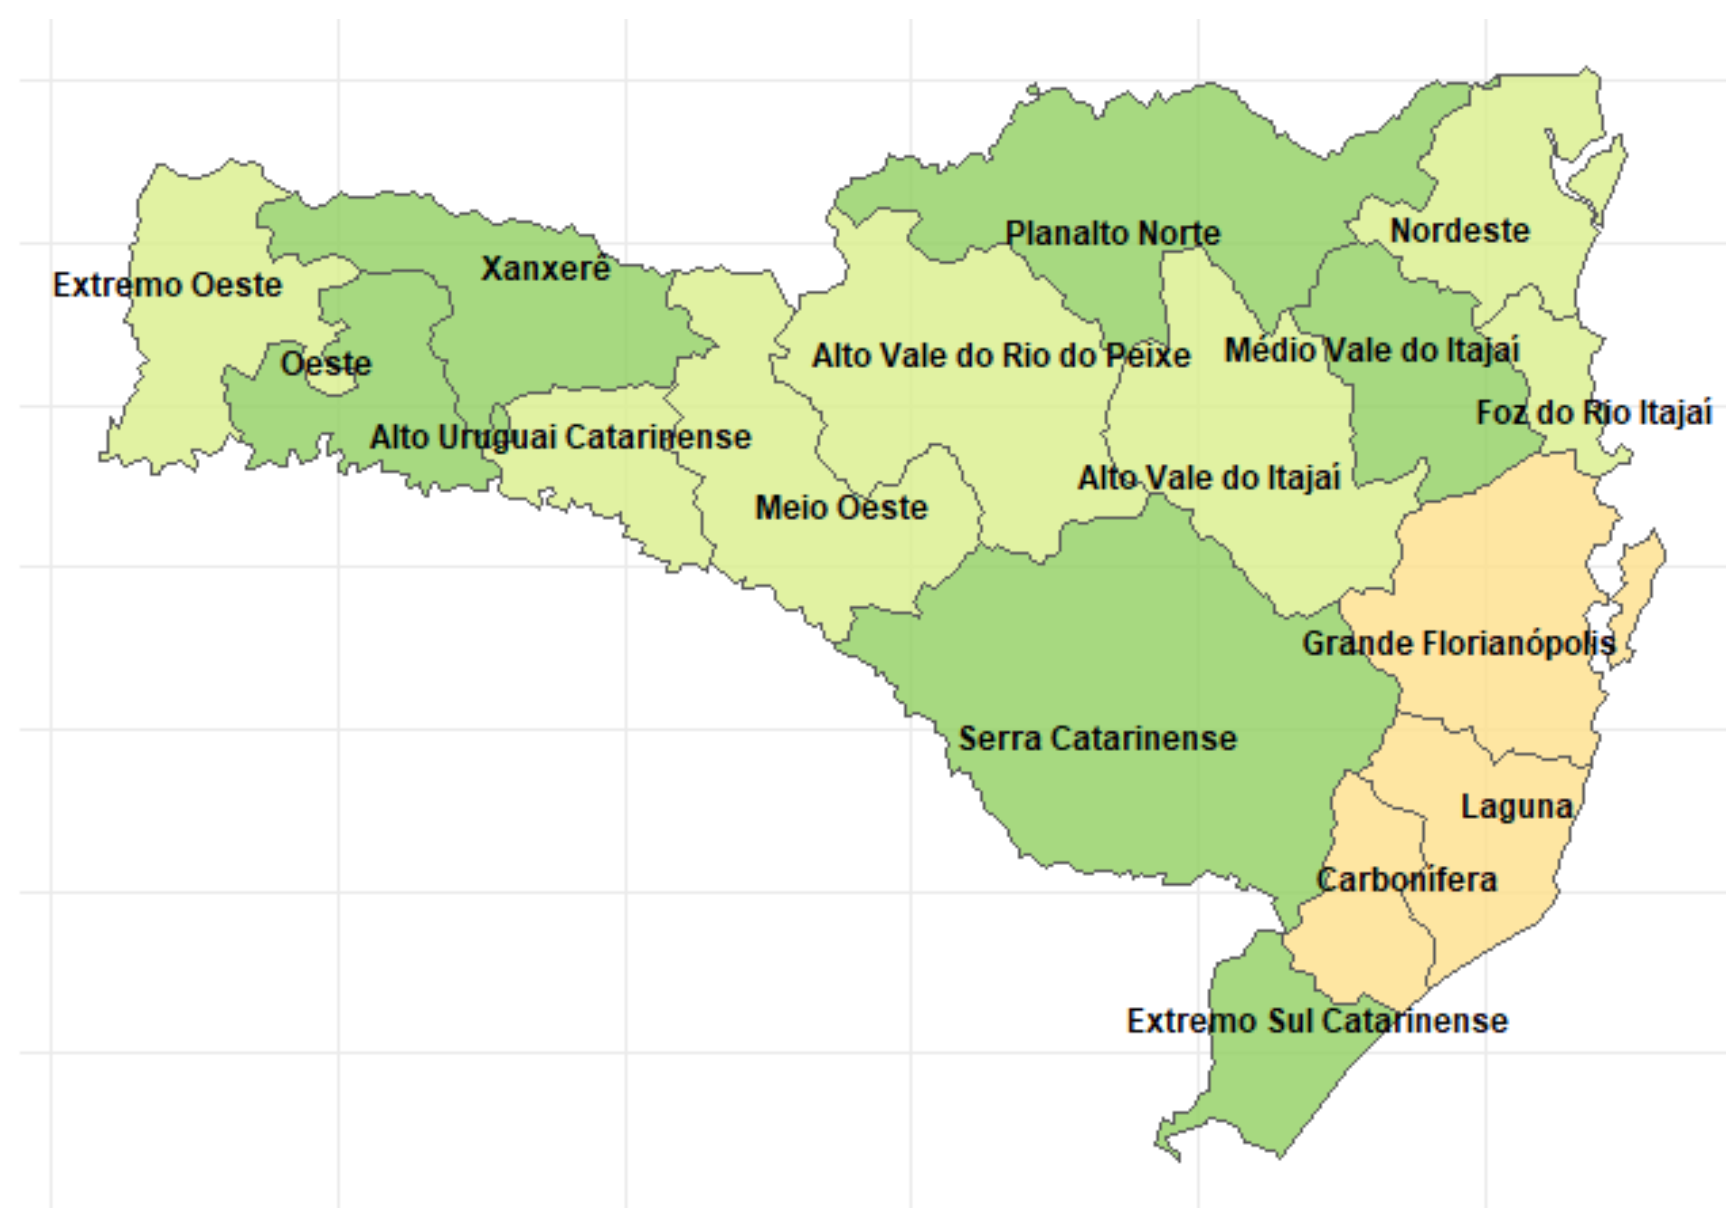 Planalto Norte
Nordeste
Xanxerê
Extremo Oeste
Médio Vale do Itajaí
Alto Vale do Rio do Peixe
Oeste
Foz do Rio Itajaí
Alto Uruguai Catarinense
Alto Vale do Itajaí
Meio Oeste
Grande Florianópolis
Serra Catarinense
Laguna
Carbonífera
Extremo Sul Catarinense